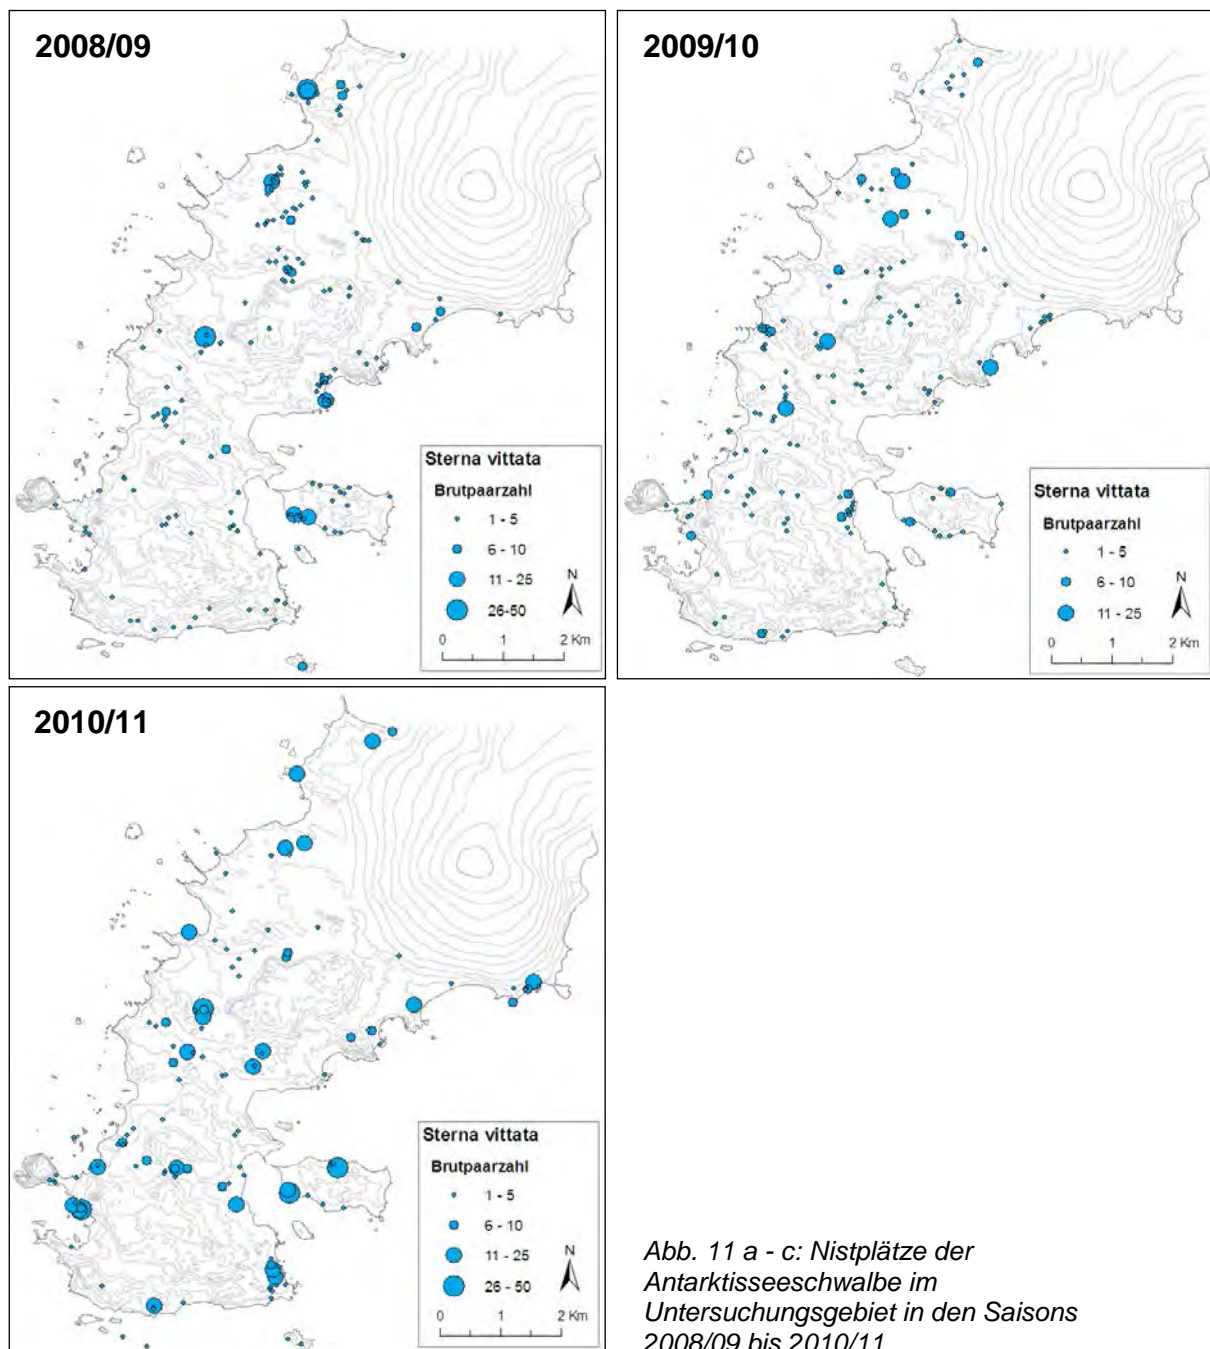 2008/09
Sterna vittata
Brutpaarzahl
1 - 5
6 - 10
11 - 25
26-50
N
0 1 2 Km
2009/10
Sterna vittata
Brutpaarzahl
1 - 5
6 - 10
11 - 25
N
0 1 2 Km
2010/11
Sterna vittata
Brutpaarzahl
1 - 5
6 - 10
11 - 25
26 - 50
N
0 1 2 Km
Abb. 11 a - c: Nistplätze der
Antarktisseeschwalbe im
Untersuchungsgebiet in den Saisons
2008/09 bis 2010/11